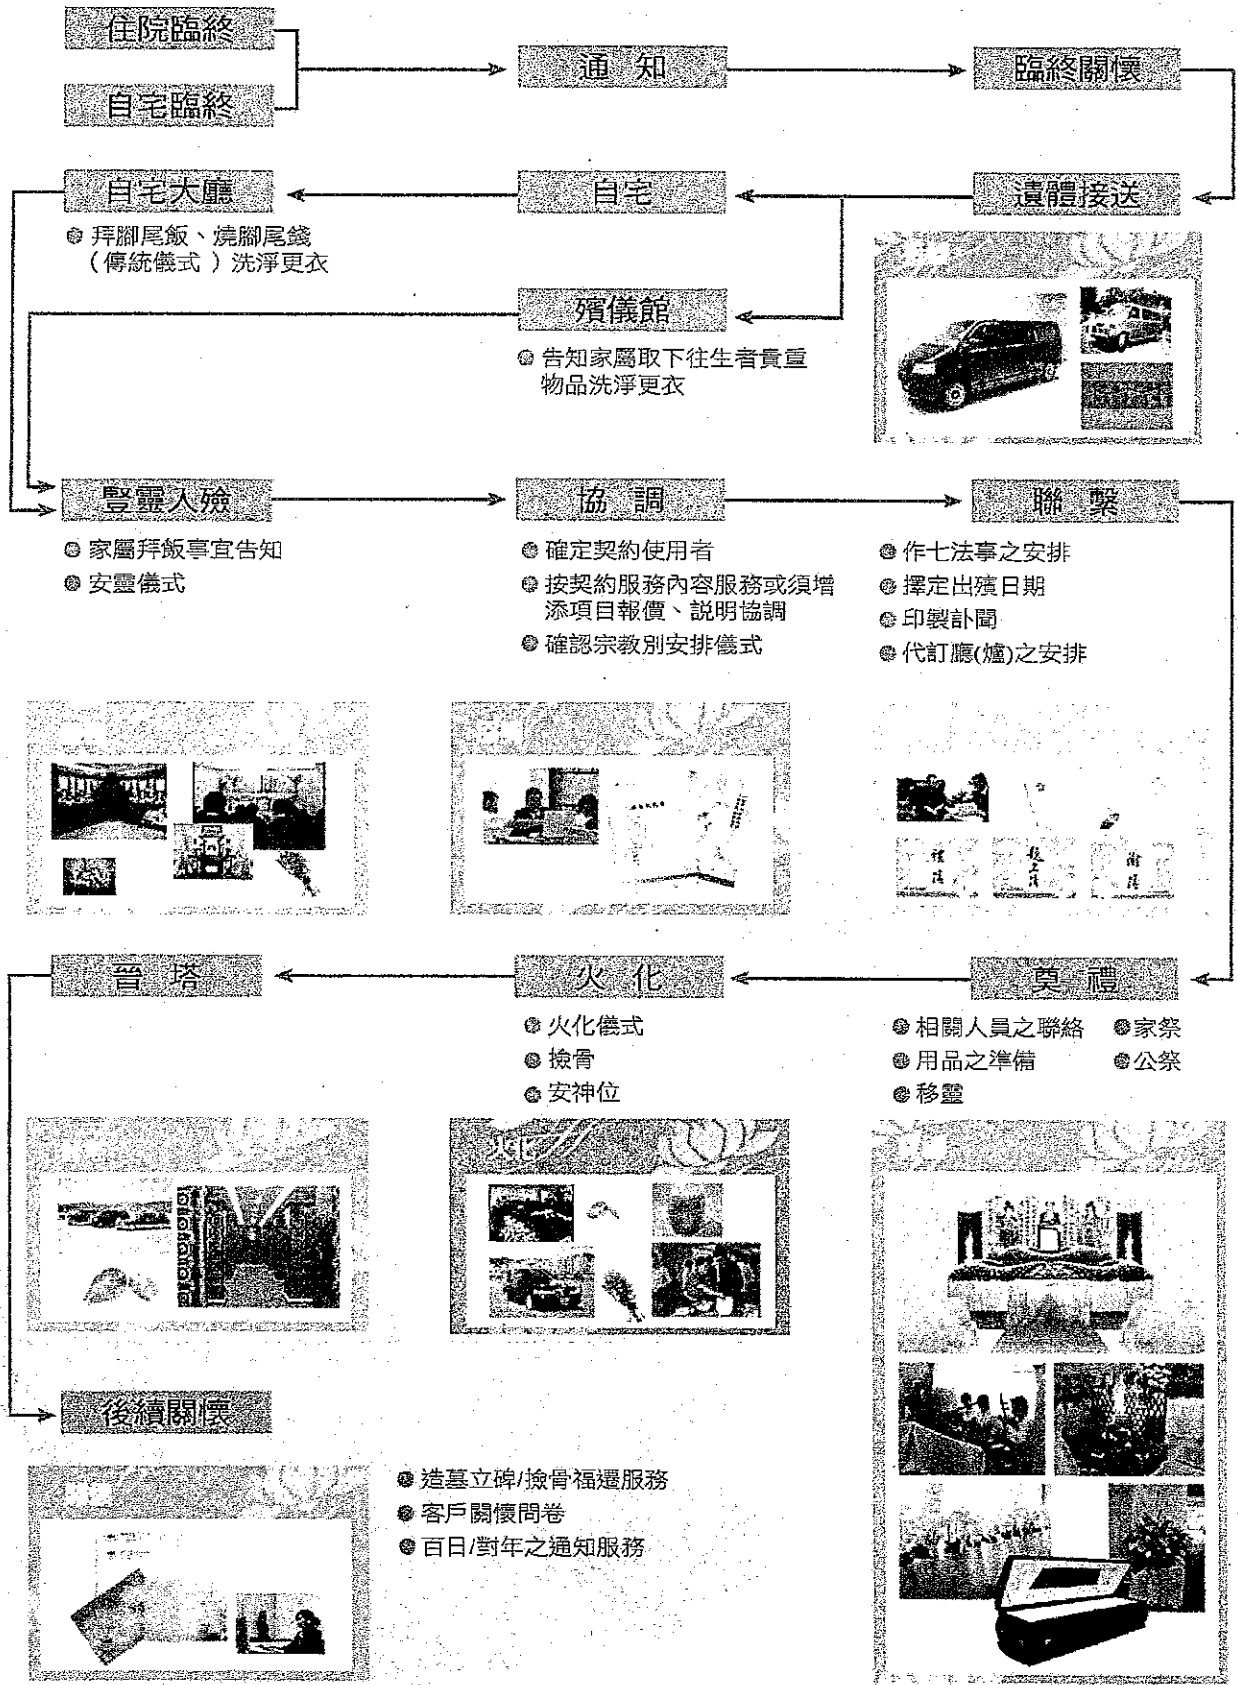 住院臨終
自宅臨終
通 知
臨終關懷
自宅大廳
自宅
遺體接送
拜腳尾飯、燒腳尾錢
(傳統儀式 ) 洗淨更衣
殯儀館
告知家屬取下往生者貴重
物品洗淨更衣
豎靈入殮
協 調
聯 繫
家屬拜飯事宜告知
安靈儀式
確定契約使用者
按契約服務內容服務或須增
添項目報價、說明協調
確認宗教別安排儀式
作七法事之安排
擇定出殯日期
印製訃聞
代訂廳(爐)之安排
晉 塔
火 化
奠 禮
火化儀式
撿骨
安神位
相關人員之聯絡
家祭
用品之準備
公祭
移靈
火化
後續關懷
造墓立碑/撿骨福遷服務
客戶關懷問卷
百日/對年之通知服務